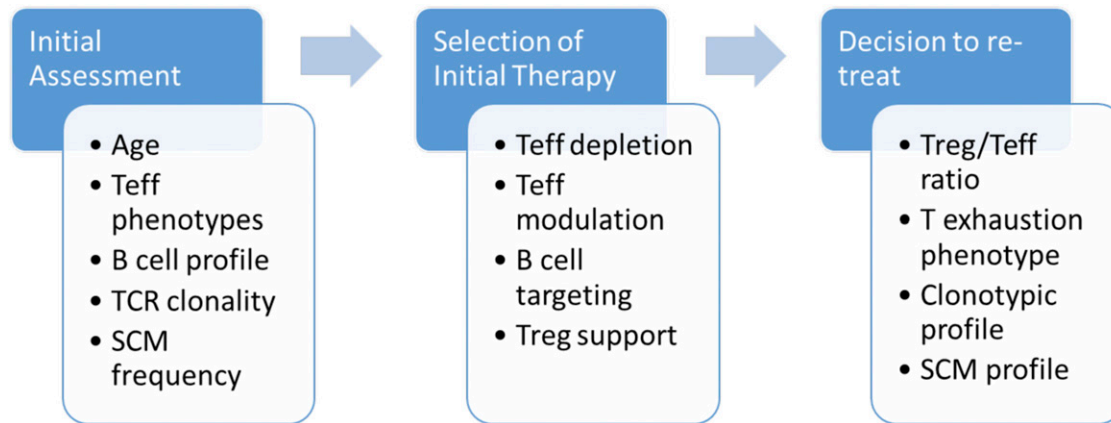 Initial
Assessment
• Age
• Teff
phenotypes
• B cell profile
• TCR clonality
• SCM
frequency
Selection of
Initial Therapy
• Teff depletion
• Teff
modulation
• B cell
targeting
• Treg support
Decision to re-
treat
• Treg/Teff
ratio
• T exhaustion
phenotype
• Clonotypic
profile
• SCM profile